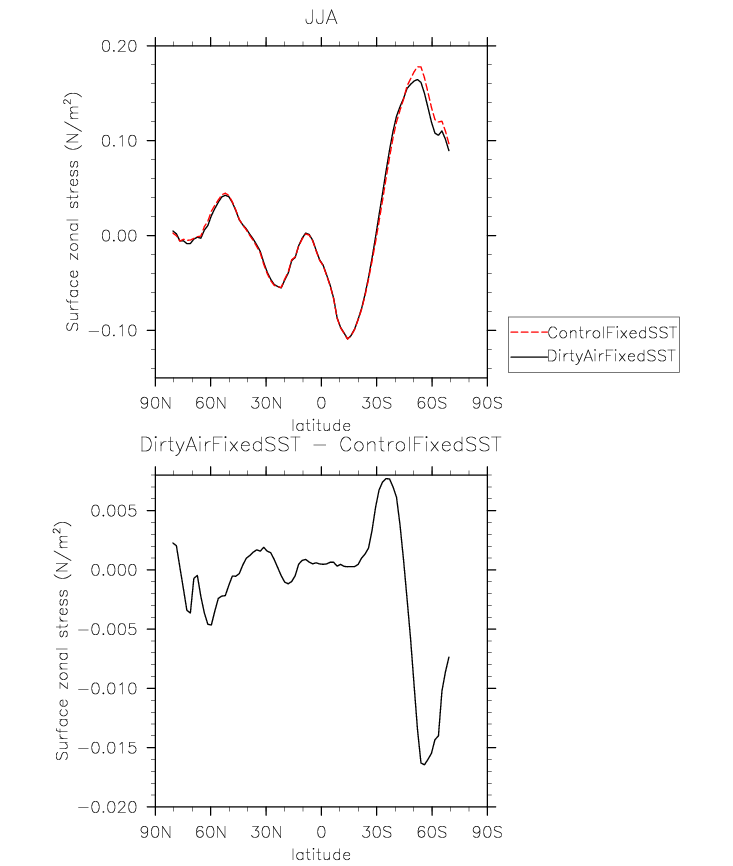 JJA
Surface zonal stress (N/m²)
0.20
0.10
0.00
−0.10
90N 60N 30N 0 30S 60S 90S
latitude
ControlFixedSST
DirtyAirFixedSST
DirtyAirFixedSST − ControlFixedSST
Surface zonal stress (N/m²)
0.005
0.000
−0.005
−0.010
−0.015
−0.020
90N 60N 30N 0 30S 60S 90S
latitude